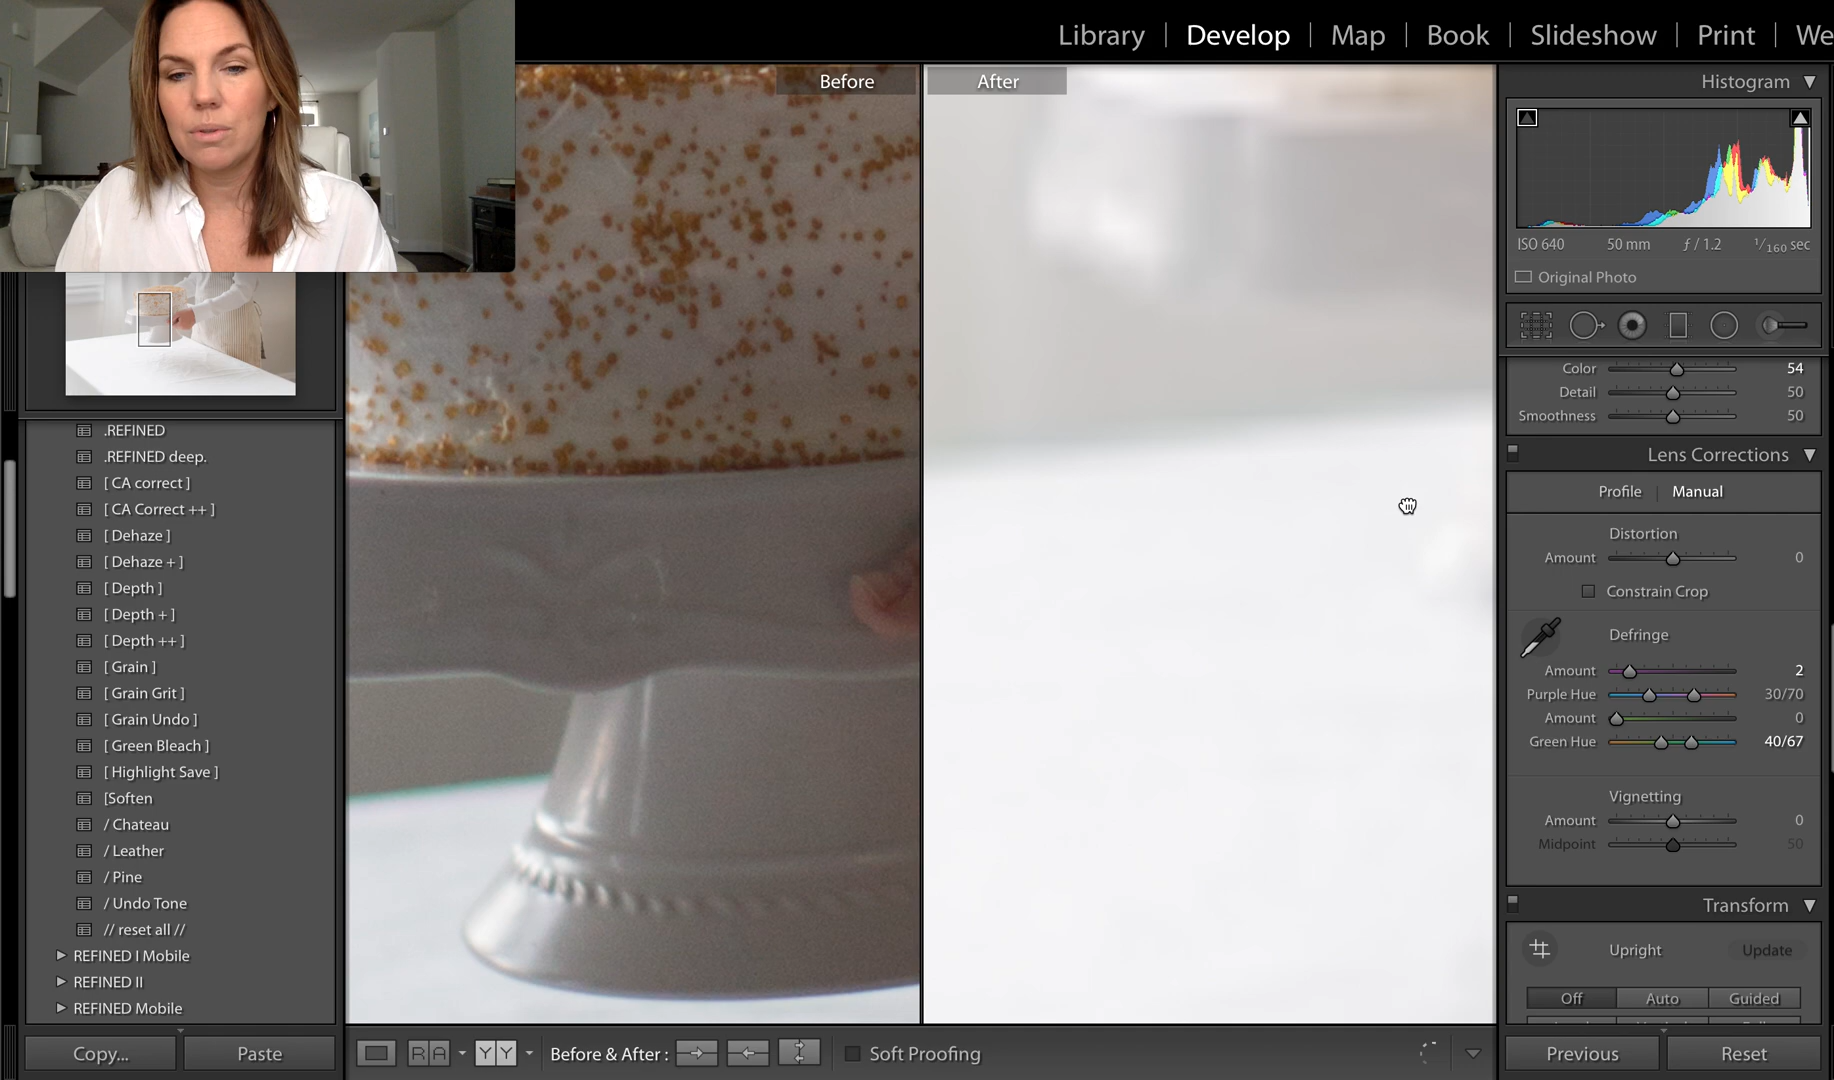 Library | Develop | Map | Book | Slideshow | Print | We
Before
After
Histogram
ISO 640 50 mm ƒ / 1.2 1/160 sec
Original Photo
Color 54
Detail 50
Smoothness 50
Lens Corrections
Profile | Manual
Distortion
Amount 0
Constrain Crop
Defringe
Amount 2
Purple Hue 30/70
Amount 0
Green Hue 40/67
Vignetting
Amount 0
Midpoint 50
Transform
Upright Update
Off Auto Guided
.REFINED
.REFINED deep.
[ CA correct ]
[ CA Correct ++ ]
[ Dehaze ]
[ Dehaze + ]
[ Depth ]
[ Depth + ]
[ Depth ++ ]
[ Grain ]
[ Grain Grit ]
[ Grain Undo ]
[ Green Bleach ]
[ Highlight Save ]
[Soften
/ Chateau
/ Leather
/ Pine
/ Undo Tone
// reset all //
REFINED I Mobile
REFINED II
REFINED Mobile
Copy... Paste
R A Y Y Before & After : Soft Proofing
Previous Reset